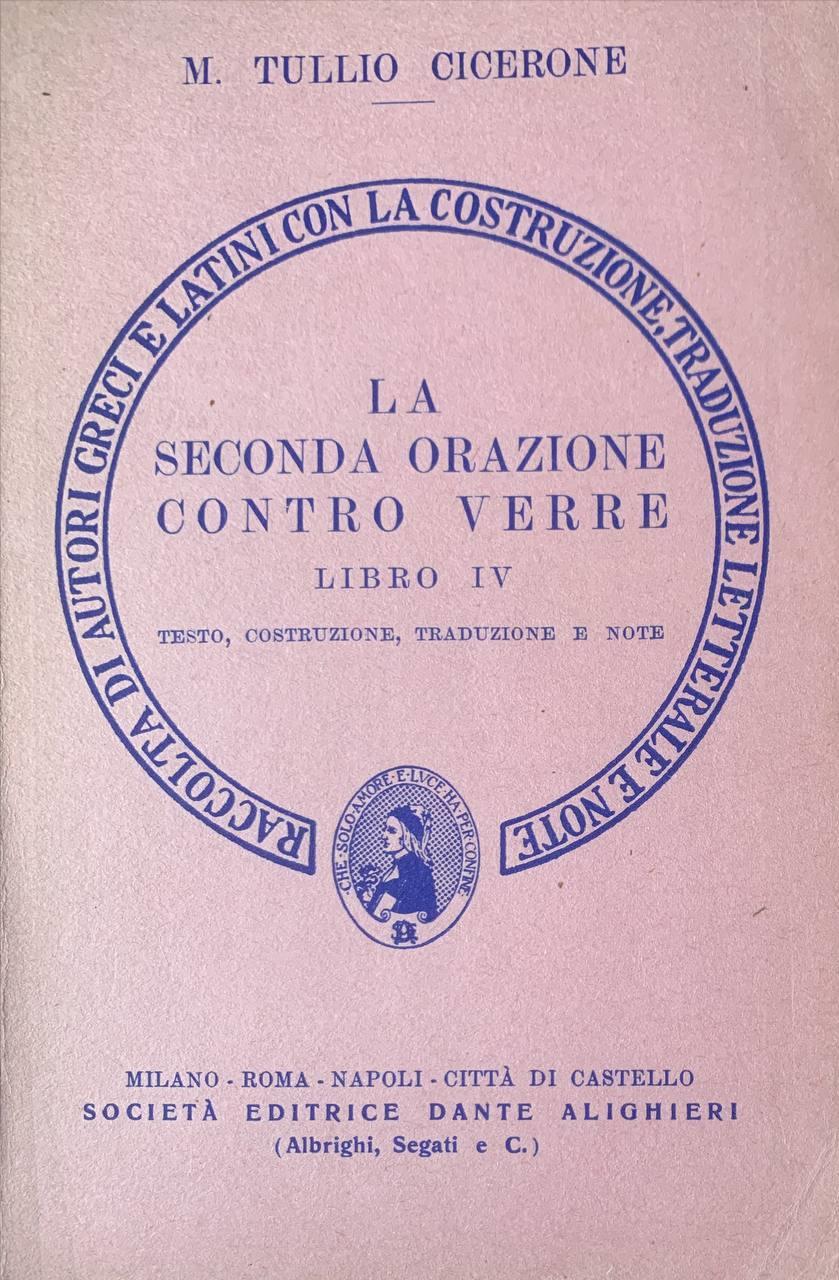 M. TULLIO CICERONE
RACCOLTA DI AUTORI GRECI E LATINI CON LA COSTRUZIONE, TRADUZIONE LETTERALE E NOTE
LA
SECONDA ORAZIONE
CONTRO VERRE
LIBRO IV
TESTO, COSTRUZIONE, TRADUZIONE E NOTE
·CHE·SOLO·AMORE·E·LVCE·HA·PER·CONFINE
MILANO - ROMA - NAPOLI - CITTÀ DI CASTELLO
SOCIETÀ EDITRICE DANTE ALIGHIERI
(Albrighi, Segati e C.)